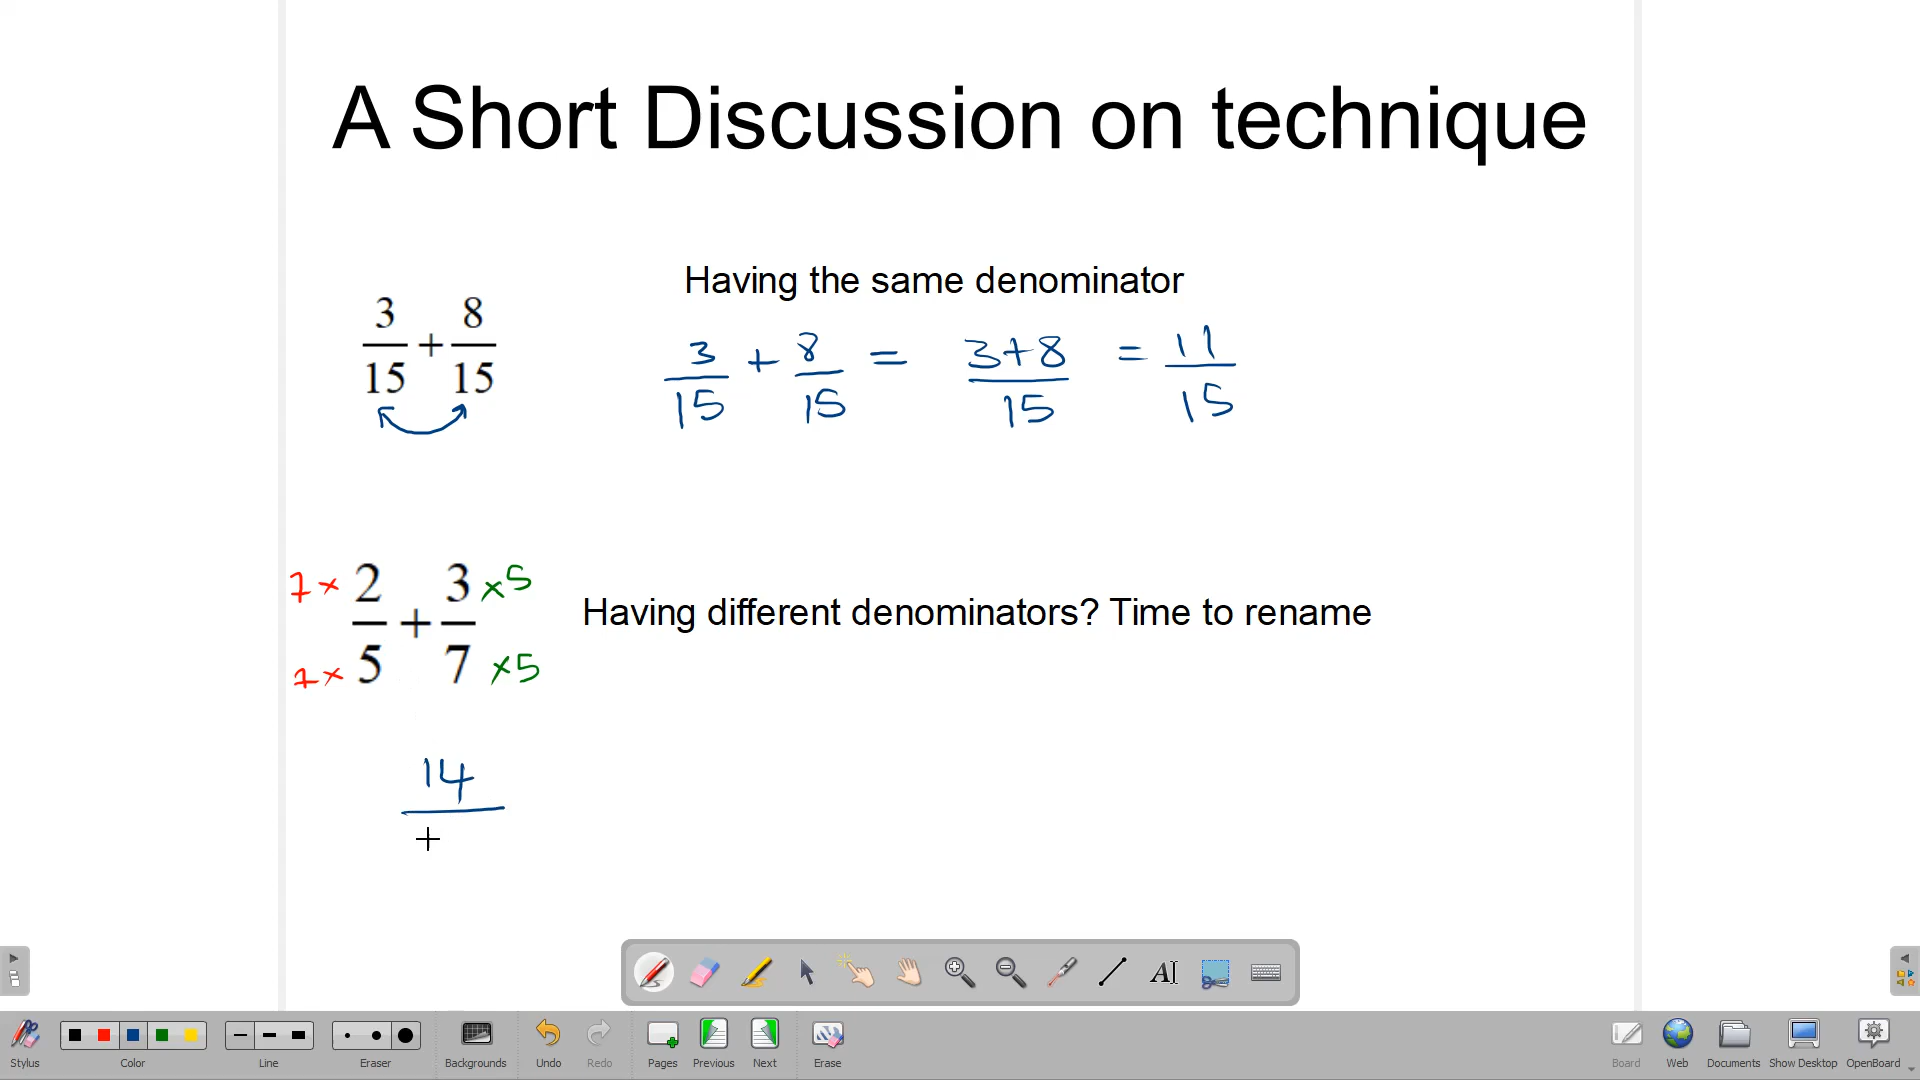 A Short Discussion on technique
Having the same denominator
3/15 + 8/15
3/15 + 8/15 = 3+8/15 = 11/15
7× 2/5 + 3/7 ×5
7× ×5
Having different denominators? Time to rename
14
Stylus
Color
Line
Eraser
Backgrounds
Undo
Redo
Pages
Previous
Next
Erase
Board
Web
Documents
Show Desktop
OpenBoard